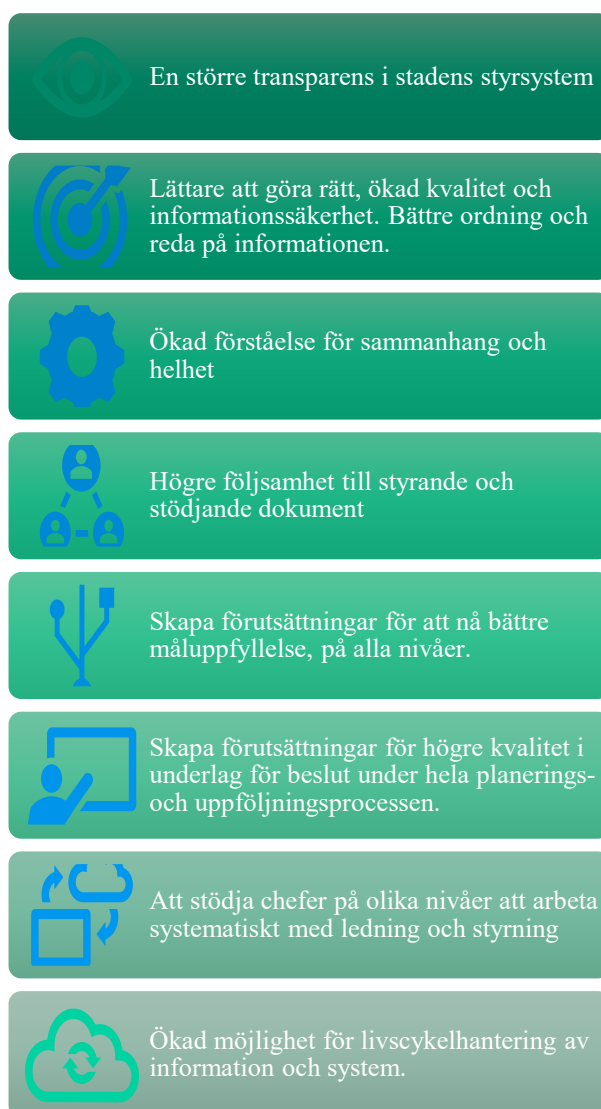 En större transparens i stadens styrsystem
Lättare att göra rätt, ökad kvalitet och
informationssäkerhet. Bättre ordning och
reda på informationen.
Ökad förståelse för sammanhang och
helhet
Högre följsamhet till styrande och
stödjande dokument
Skapa förutsättningar för att nå bättre
måluppfyllelse, på alla nivåer.
Skapa förutsättningar för högre kvalitet i
underlag för beslut under hela planerings-
och uppföljningsprocessen.
Att stödja chefer på olika nivåer att arbeta
systematiskt med ledning och styrning
Ökad möjlighet för livscykelhantering av
information och system.